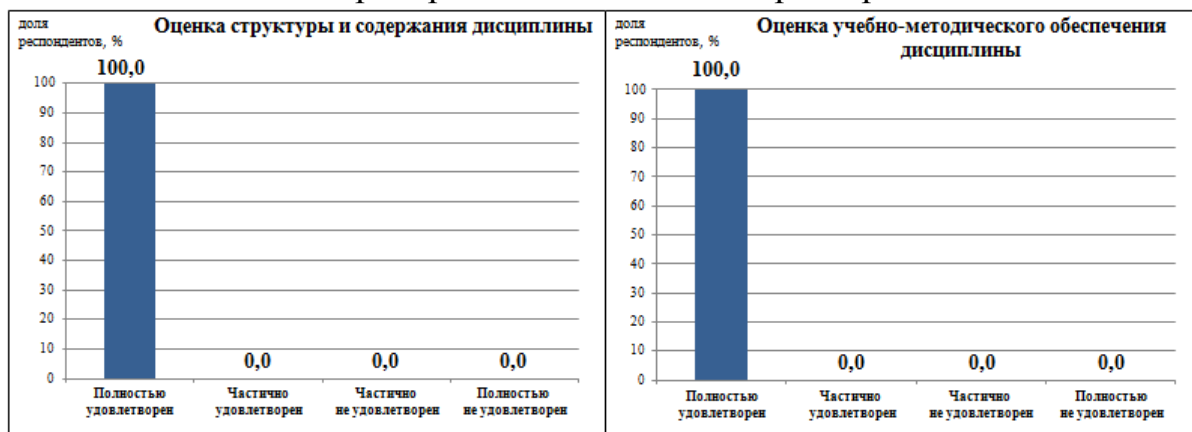 доля
респондентов, %
Оценка структуры и содержания дисциплины
100,0
100
90
80
70
60
50
40
30
20
10
0
0,0 0,0 0,0
Полностью удовлетворен
Частично удовлетворен
Частично не удовлетворен
Полностью не удовлетворен
доля
респондентов, %
Оценка учебно-методического обеспечения
дисциплины
100,0
100
90
80
70
60
50
40
30
20
10
0
0,0 0,0 0,0
Полностью удовлетворен
Частично удовлетворен
Частично не удовлетворен
Полностью не удовлетворен